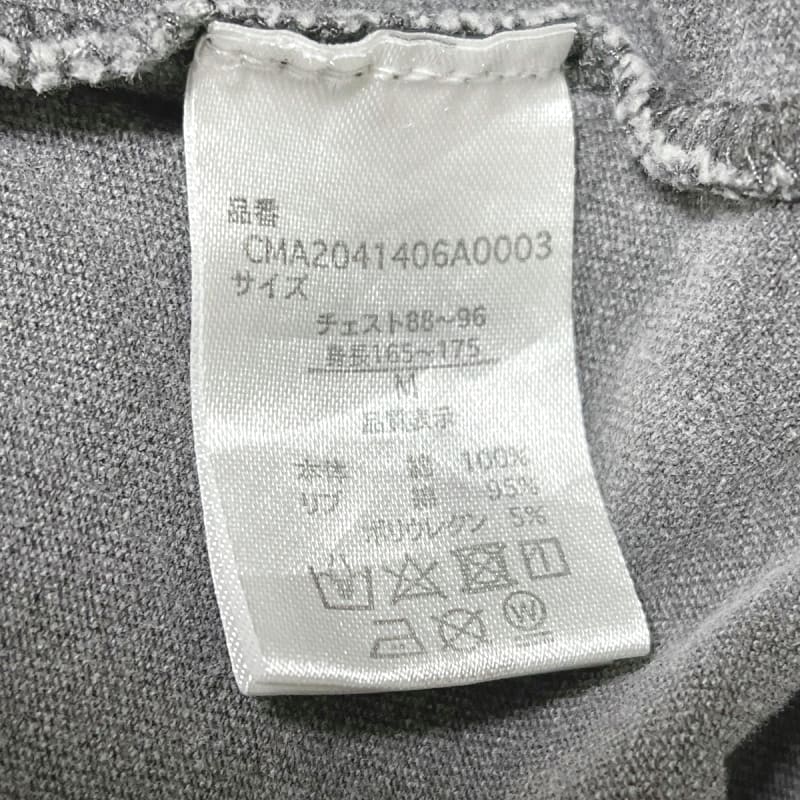 品番
CMA2041406A0003
サイズ
チェスト88～96
身長165～175
M
品質表示
本体 綿 100%
リブ 綿 95%
ポリウレタン 5%
W